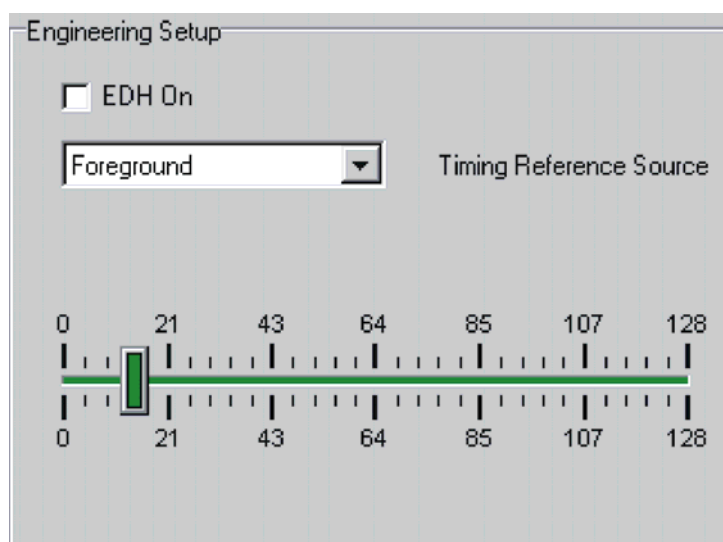 Engineering Setup
EDH On
Foreground
Timing Reference Source
0 21 43 64 85 107 128
0 21 43 64 85 107 128